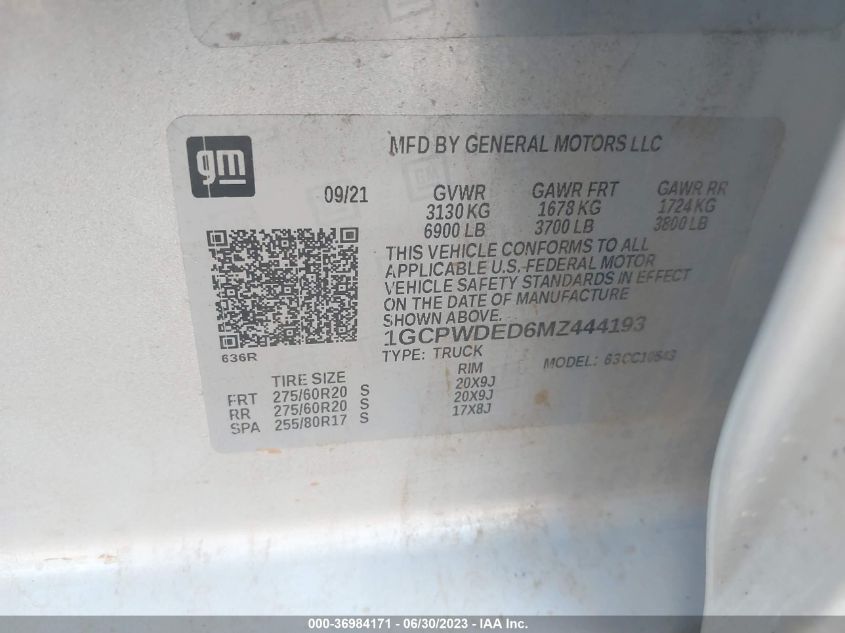 gm
MFD BY GENERAL MOTORS LLC
09/21
GVWR GAWR FRT GAWR RR
3130 KG 1678 KG 1724 KG
6900 LB 3700 LB 3800 LB
THIS VEHICLE CONFORMS TO ALL
APPLICABLE U.S. FEDERAL MOTOR
VEHICLE SAFETY STANDARDS IN EFFECT
ON THE DATE OF MANUFACTURE
SHOWN ABOVE.
1GCPWDED6MZ444193
TYPE: TRUCK MODEL: 63CC10543
636R
TIRE SIZE RIM
FRT 275/60R20 S 20X9J
RR 275/60R20 S 20X9J
SPA 255/80R17 S 17X8J
000-36984171 - 06/30/2023 - IAA Inc.